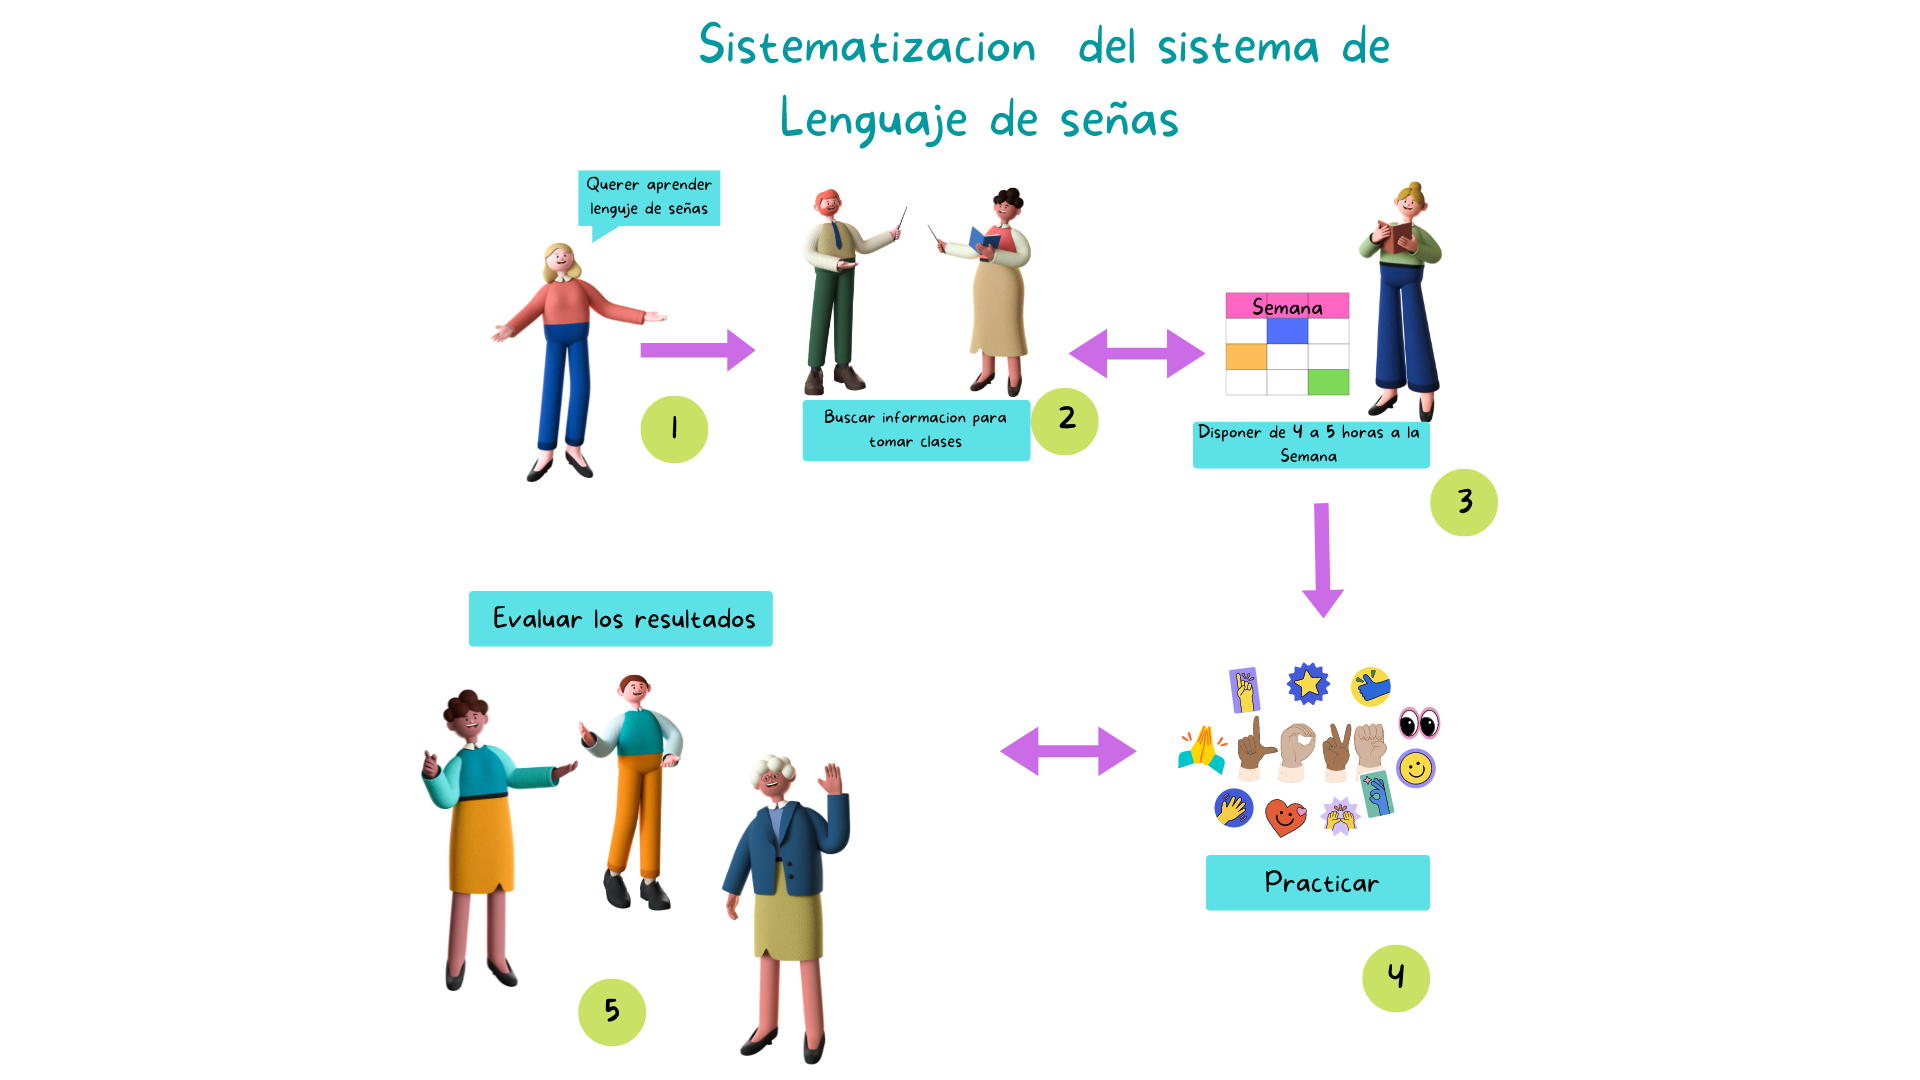 Sistematizacion del sistema de
Lenguaje de señas
Querer aprender
lenguje de señas
1
Buscar informacion para
tomar clases
2
Semana
Disponer de 4 a 5 horas a la
Semana
3
Practicar
4
Evaluar los resultados
5